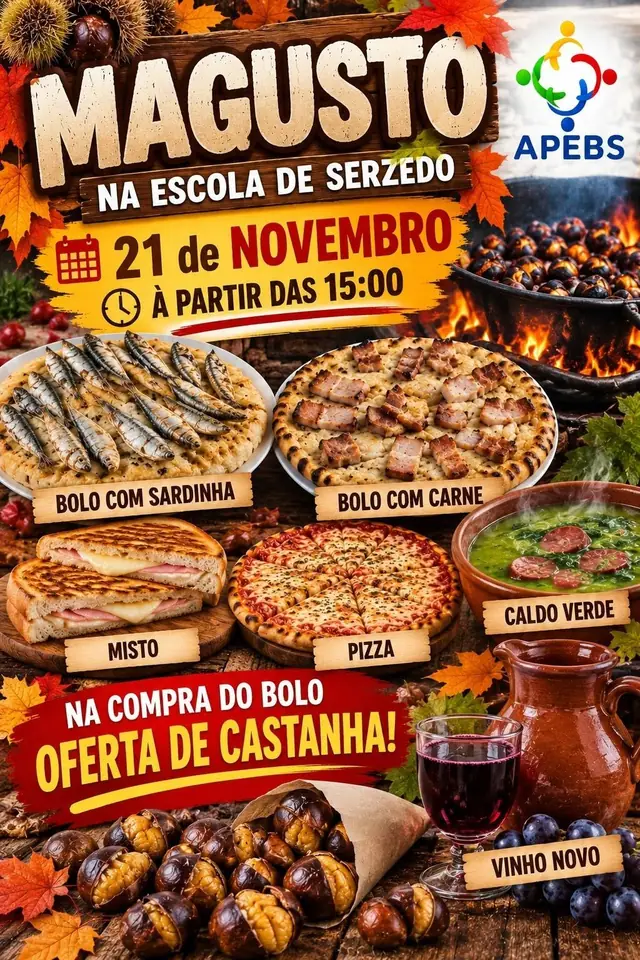 MAGUSTO
NA ESCOLA DE SERZEDO
APEBS
21 de NOVEMBRO
À PARTIR DAS 15:00
BOLO COM SARDINHA
BOLO COM CARNE
MISTO
PIZZA
CALDO VERDE
NA COMPRA DO BOLO
OFERTA DE CASTANHA!
VINHO NOVO